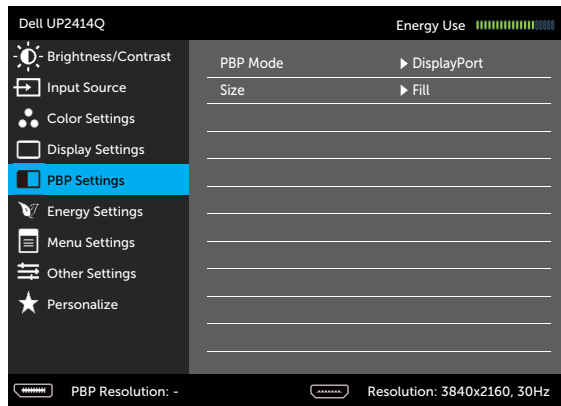 Dell UP2414Q Energy Use
Brightness/Contrast
Input Source
Color Settings
Display Settings
PBP Settings
Energy Settings
Menu Settings
Other Settings
Personalize
PBP Mode DisplayPort
Size Fill
PBP Resolution: - Resolution: 3840x2160, 30Hz